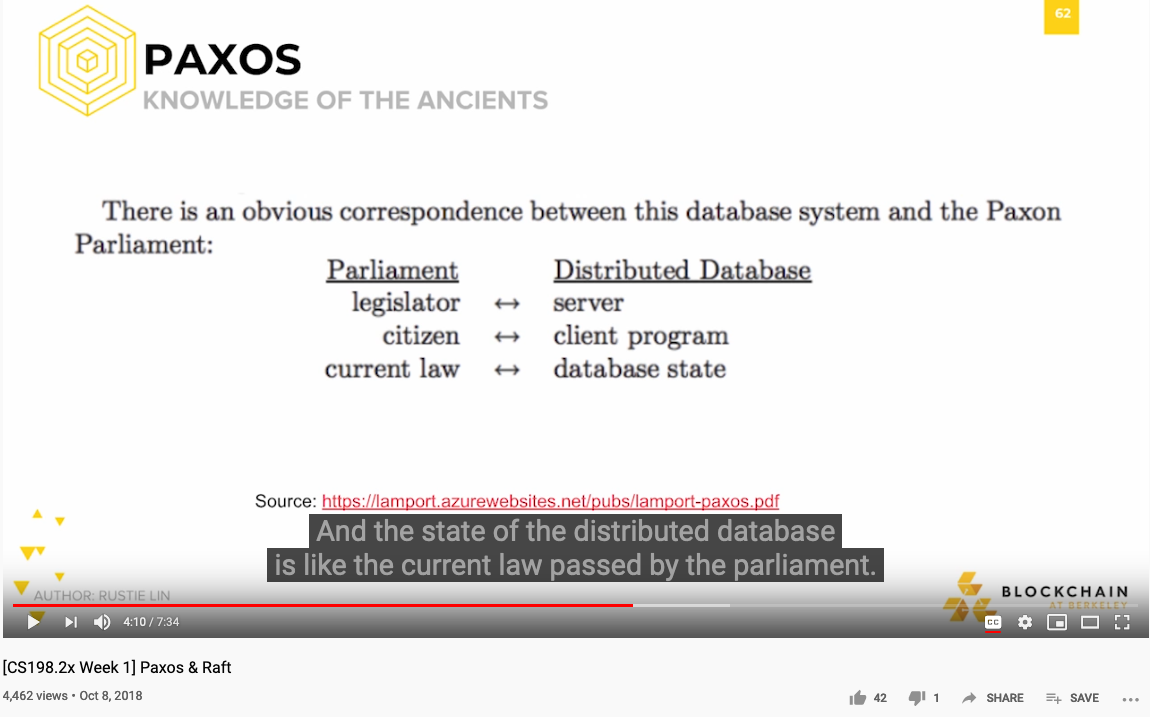 62
PAXOS
KNOWLEDGE OF THE ANCIENTS
There is an obvious correspondence between this database system and the Paxon
Parliament:
Parliament Distributed Database
legislator ↔ server
citizen ↔ client program
current law ↔ database state
Source: https://lamport.azurewebsites.net/pubs/lamport-paxos.pdf
And the state of the distributed database
is like the current law passed by the parliament.
AUTHOR: RUSTIE LIN
BLOCKCHAIN
AT BERKELEY
4:10 / 7:34
CC
[CS198.2x Week 1] Paxos & Raft
4,462 views • Oct 8, 2018
42 1 SHARE SAVE